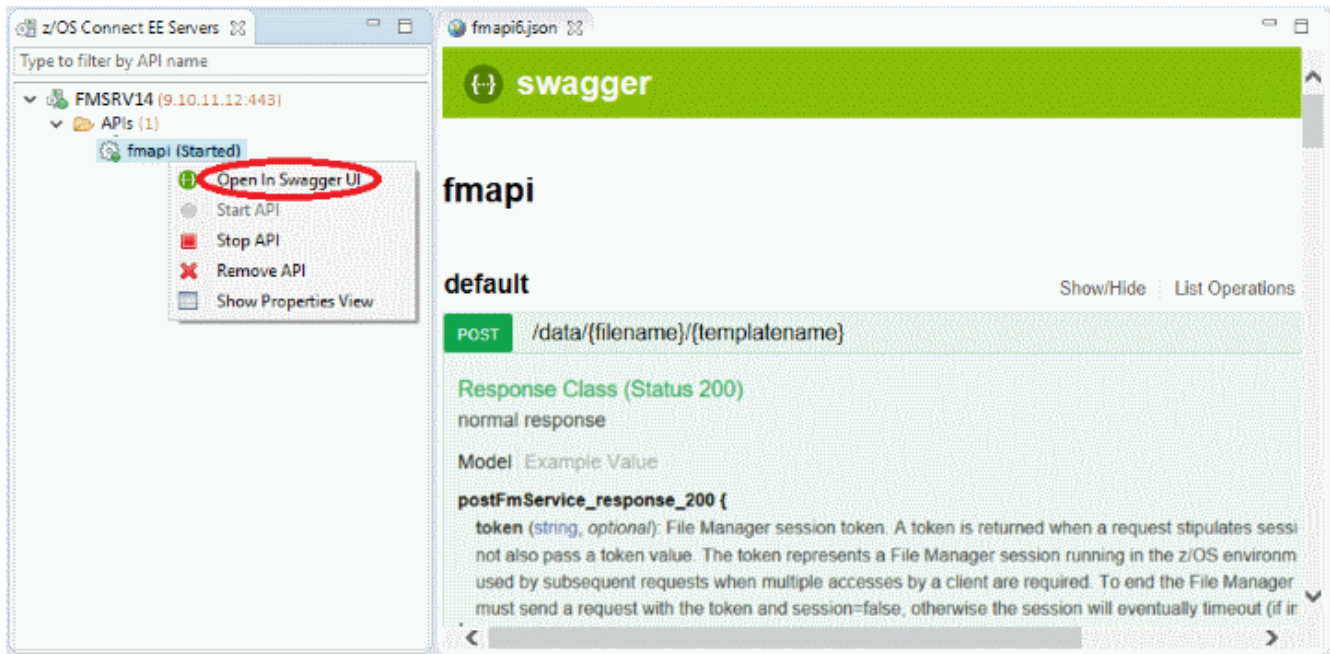 z/OS Connect EE Servers
Type to filter by API name
FMSRV14 (9.10.11.12:443)
APIs (1)
fmapi (Started)
Open In Swagger UI
Start API
Stop API
Remove API
Show Properties View
fmapi6.json
{··} swagger
fmapi
default
Show/Hide List Operations
POST /data/{filename}/{templatename}
Response Class (Status 200)
normal response
Model Example Value
postFmService_response_200 {
token (string, optional): File Manager session token. A token is returned when a request stipulates sessi
not also pass a token value. The token represents a File Manager session running in the z/OS environm
used by subsequent requests when multiple accesses by a client are required. To end the File Manager
must send a request with the token and session=false, otherwise the session will eventually timeout (if ir